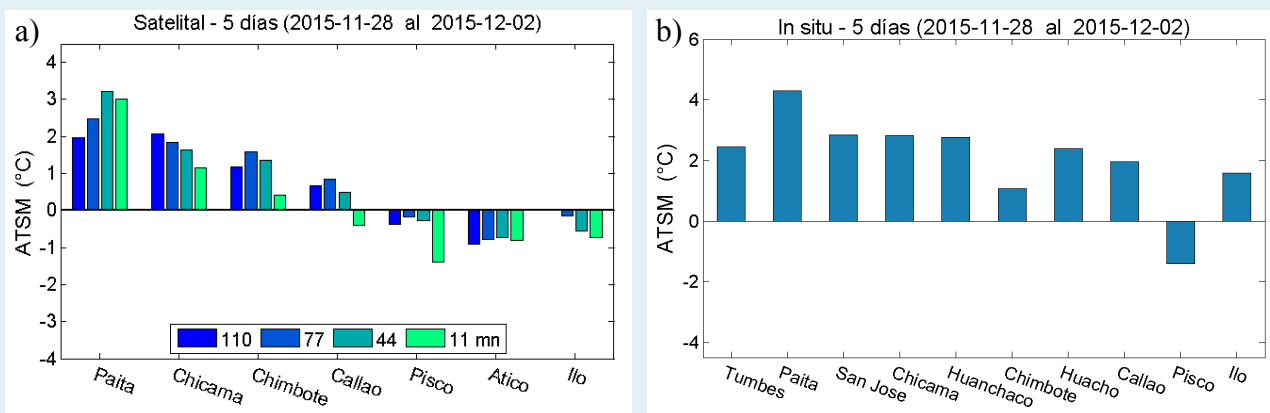 a)
Satelital - 5 días (2015-11-28 al 2015-12-02)
ATSM (°C)
4
3
2
1
0
-1
-2
-3
-4
110 77 44 11 mn
Paita Chicama Chimbote Callao Pisco Atico Ilo
b)
In situ - 5 días (2015-11-28 al 2015-12-02)
ATSM (°C)
6
4
2
0
-2
-4
Tumbes Paita San Jose Chicama Huanchaco Chimbote Huacho Callao Pisco Ilo